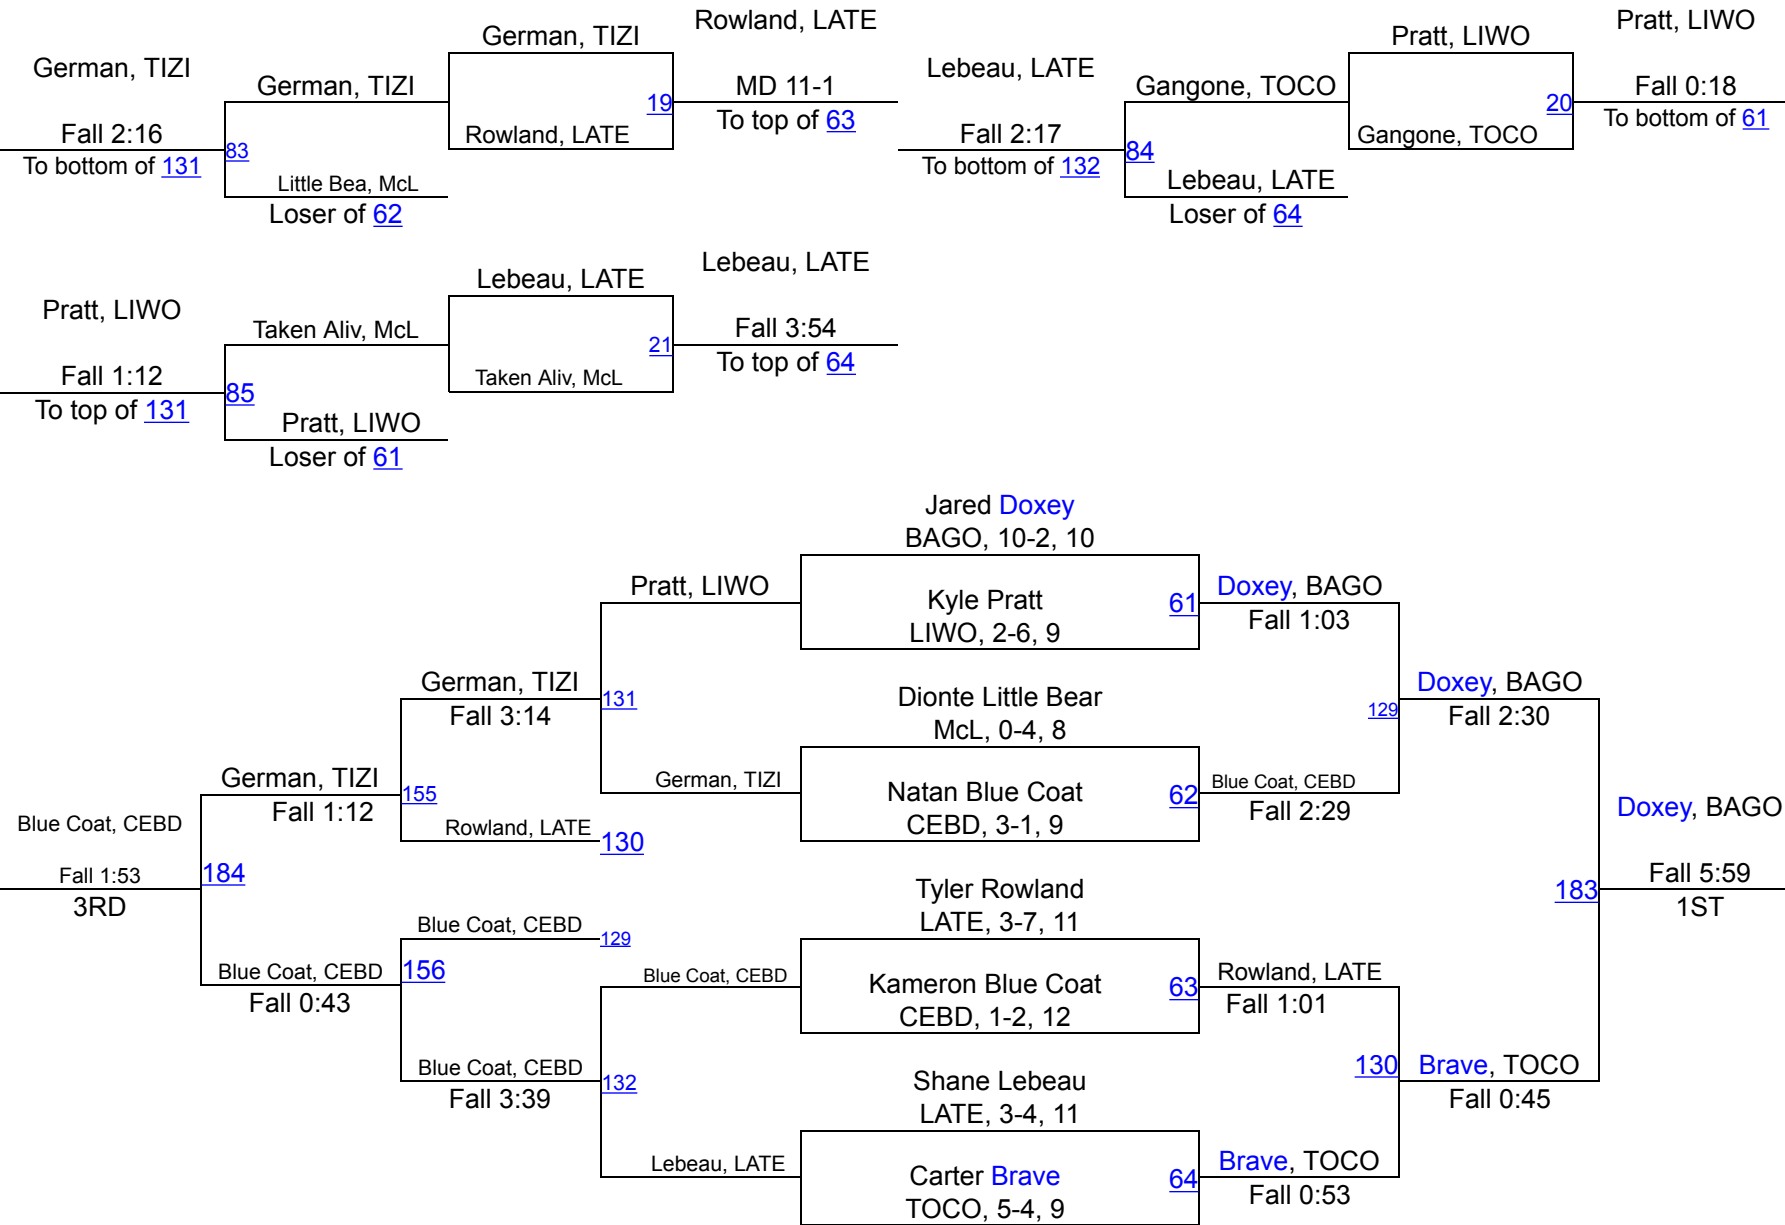 Rowland, LATE
German, TIZI
German, TIZI
German, TIZI
MD 11-1
19
To top of 63
Fall 2:16
Rowland, LATE
83
To bottom of 131
Little Bea, McL
Loser of 62
Pratt, LIWO
Pratt, LIWO
Lebeau, LATE
Gangone, TOCO
Fall 0:18
20
To bottom of 61
Fall 2:17
Gangone, TOCO
84
To bottom of 132
Lebeau, LATE
Loser of 64
Lebeau, LATE
Lebeau, LATE
Pratt, LIWO
Taken Aliv, McL
Fall 3:54
21
To top of 64
Fall 1:12
Taken Aliv, McL
85
To top of 131
Pratt, LIWO
Loser of 61
Jared Doxey
BAGO, 10-2, 10
Pratt, LIWO
Doxey, BAGO
Kyle Pratt
61
Fall 1:03
LIWO, 2-6, 9
German, TIZI
Doxey, BAGO
Dionte Little Bear
131
129
Fall 3:14
Fall 2:30
McL, 0-4, 8
German, TIZI
German, TIZI
Blue Coat, CEBD
Natan Blue Coat
155
62
Fall 1:12
Fall 2:29
Doxey, BAGO
Blue Coat, CEBD
CEBD, 3-1, 9
Rowland, LATE
130
Fall 1:53
184
Fall 5:59
Tyler Rowland
183
3RD
1ST
LATE, 3-7, 11
Blue Coat, CEBD
129
Blue Coat, CEBD
156
Blue Coat, CEBD
Rowland, LATE
Kameron Blue Coat
63
Fall 0:43
Fall 1:01
CEBD, 1-2, 12
Blue Coat, CEBD
130
Brave, TOCO
Shane Lebeau
132
Fall 3:39
Fall 0:45
LATE, 3-4, 11
Lebeau, LATE
Brave, TOCO
Carter Brave
64
Fall 0:53
TOCO, 5-4, 9